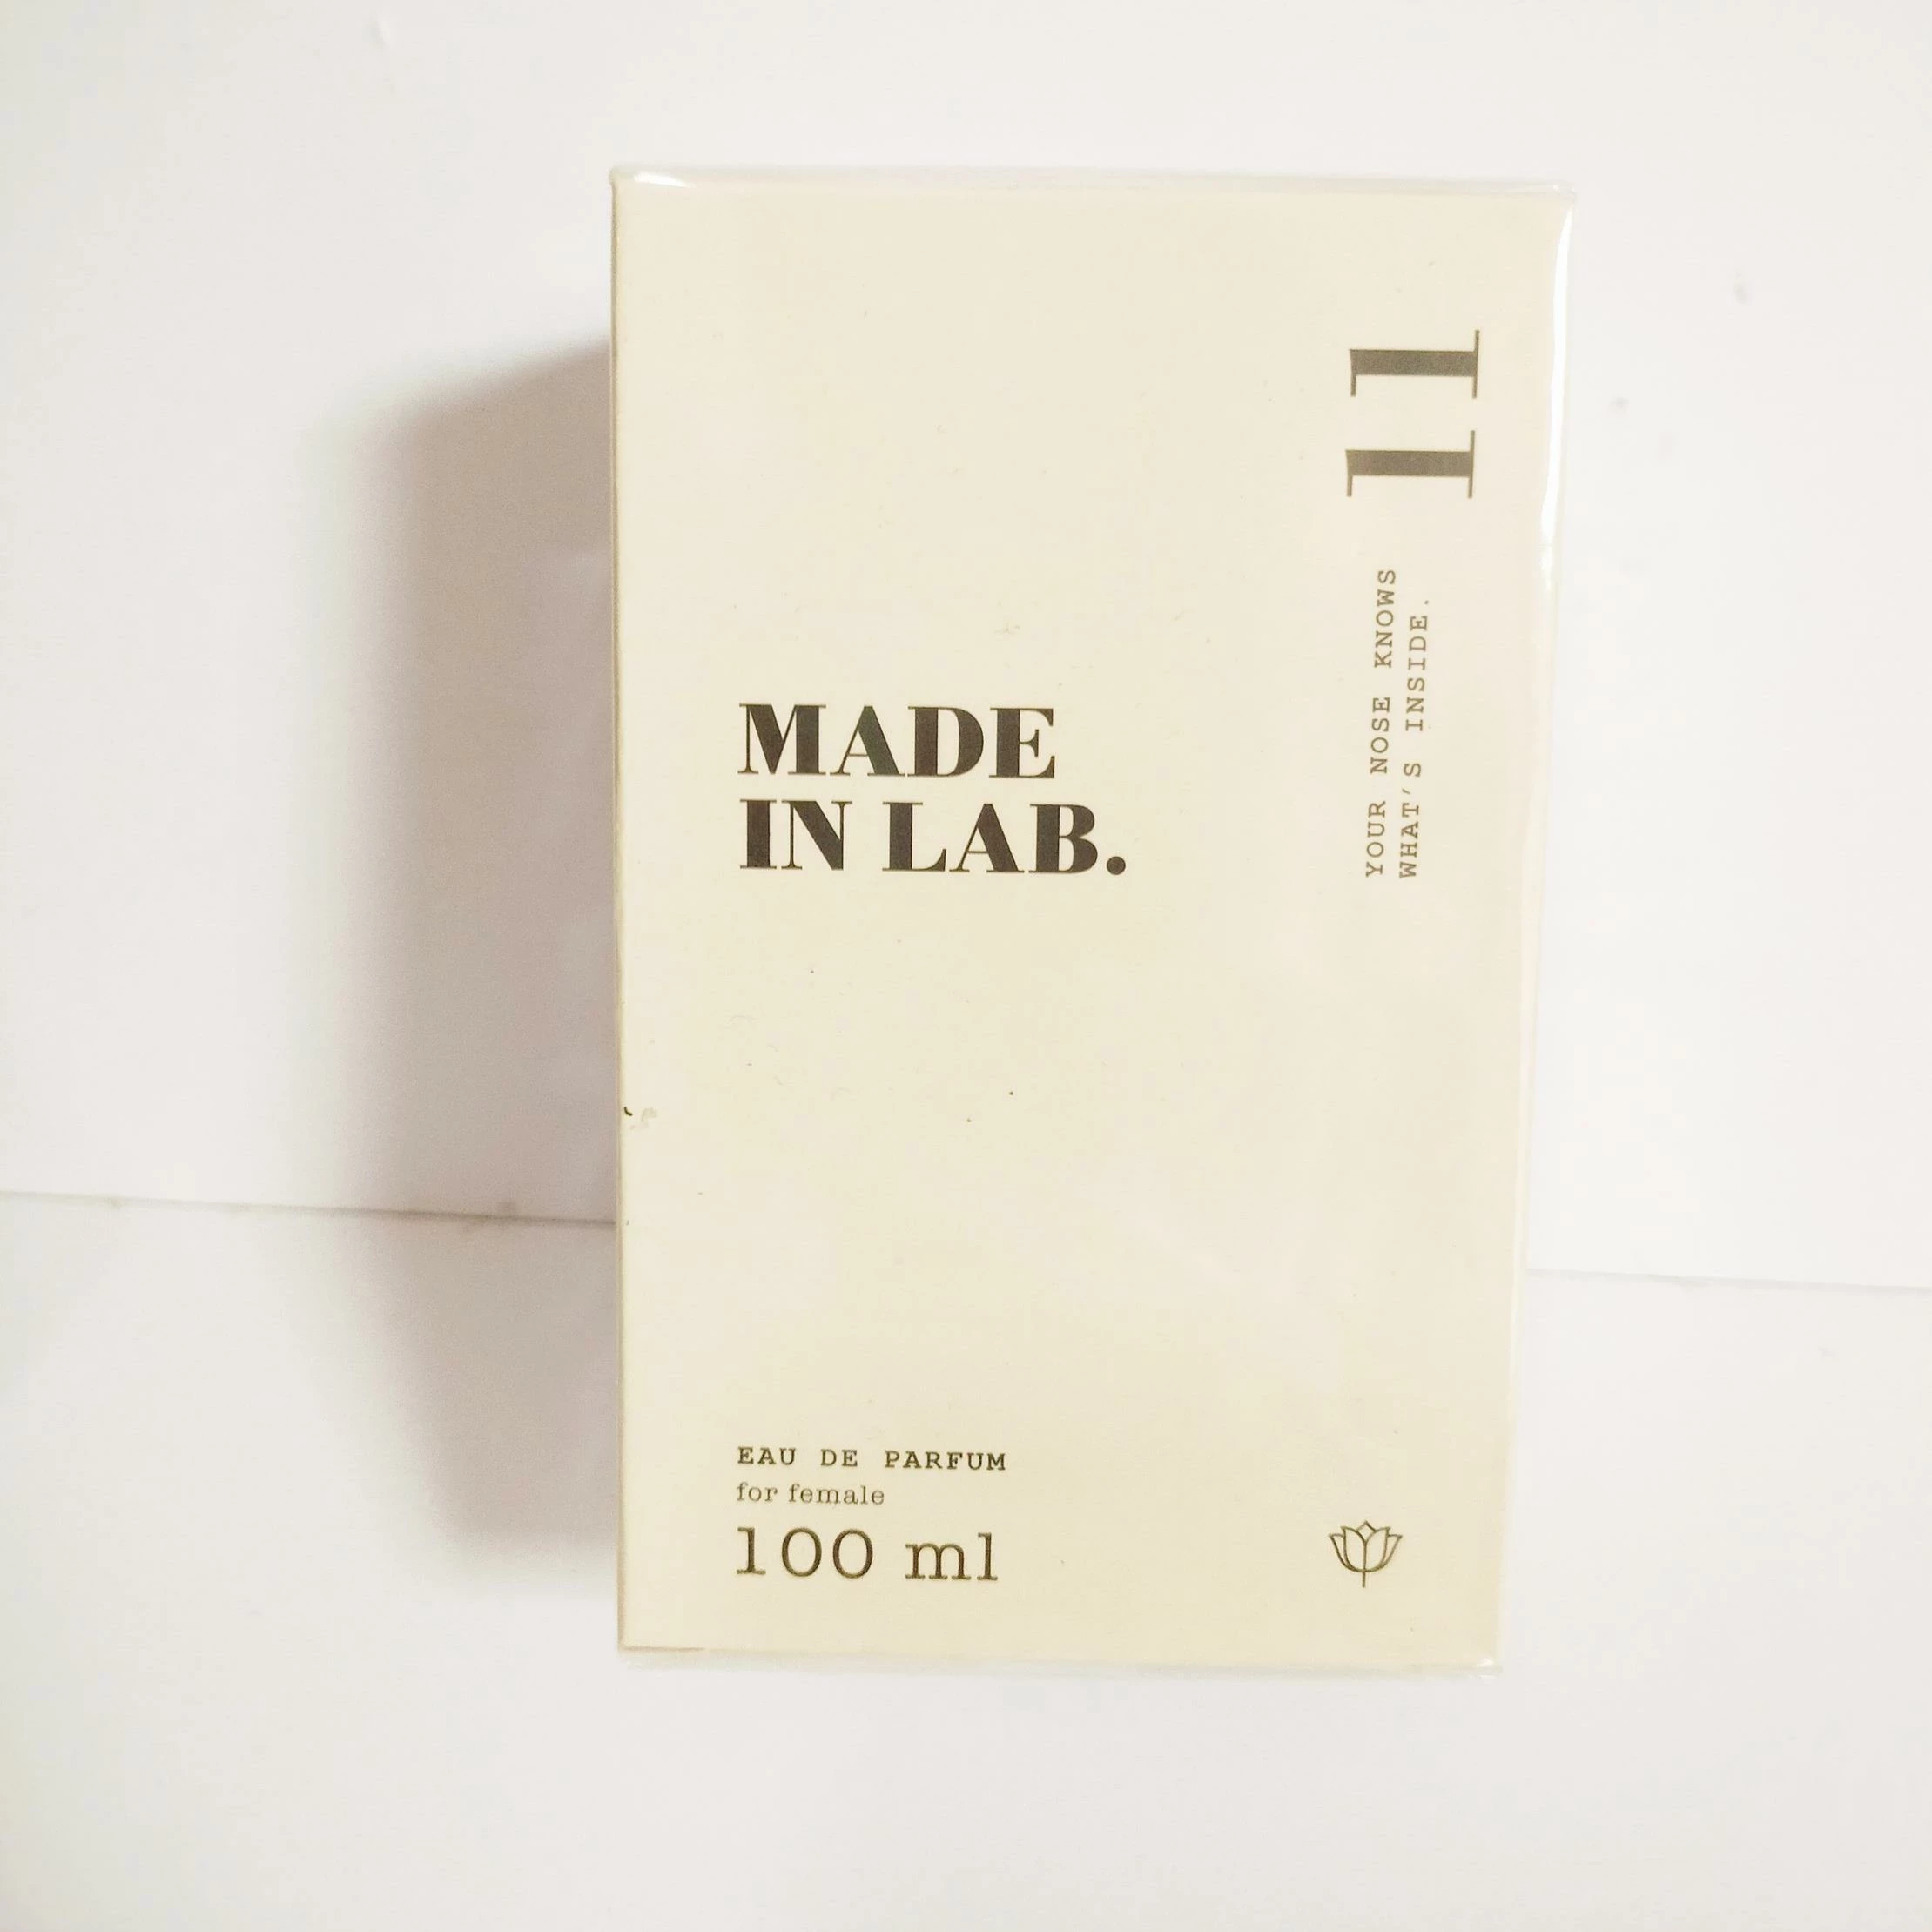 11
YOUR NOSE KNOWS
WHAT'S INSIDE.
MADE
IN LAB.
EAU DE PARFUM
for female
100 ml